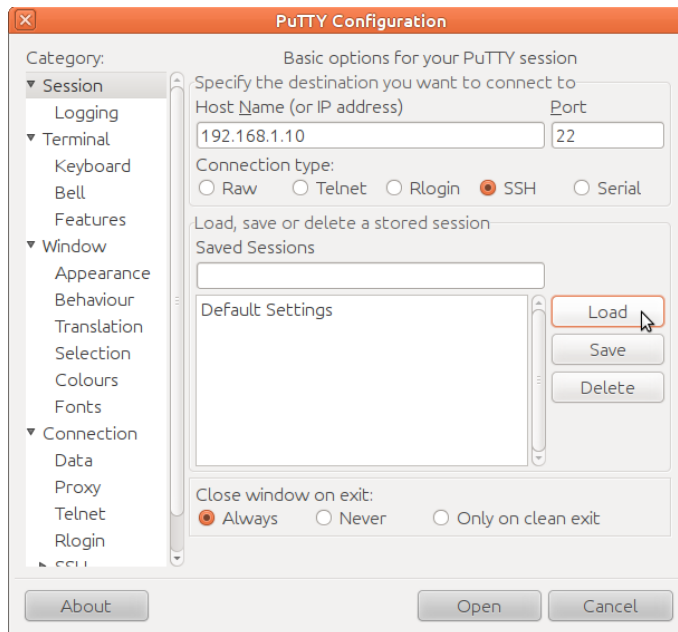 PuTTY Configuration
Category:
Session
Logging
Terminal
Keyboard
Bell
Features
Window
Appearance
Behaviour
Translation
Selection
Colours
Fonts
Connection
Data
Proxy
Telnet
Rlogin
SSH
Basic options for your PuTTY session
Specify the destination you want to connect to
Host Name (or IP address) Port
192.168.1.10 22
Connection type:
Raw Telnet Rlogin SSH Serial
Load, save or delete a stored session
Saved Sessions
Default Settings
Load
Save
Delete
Close window on exit:
Always Never Only on clean exit
About Open Cancel